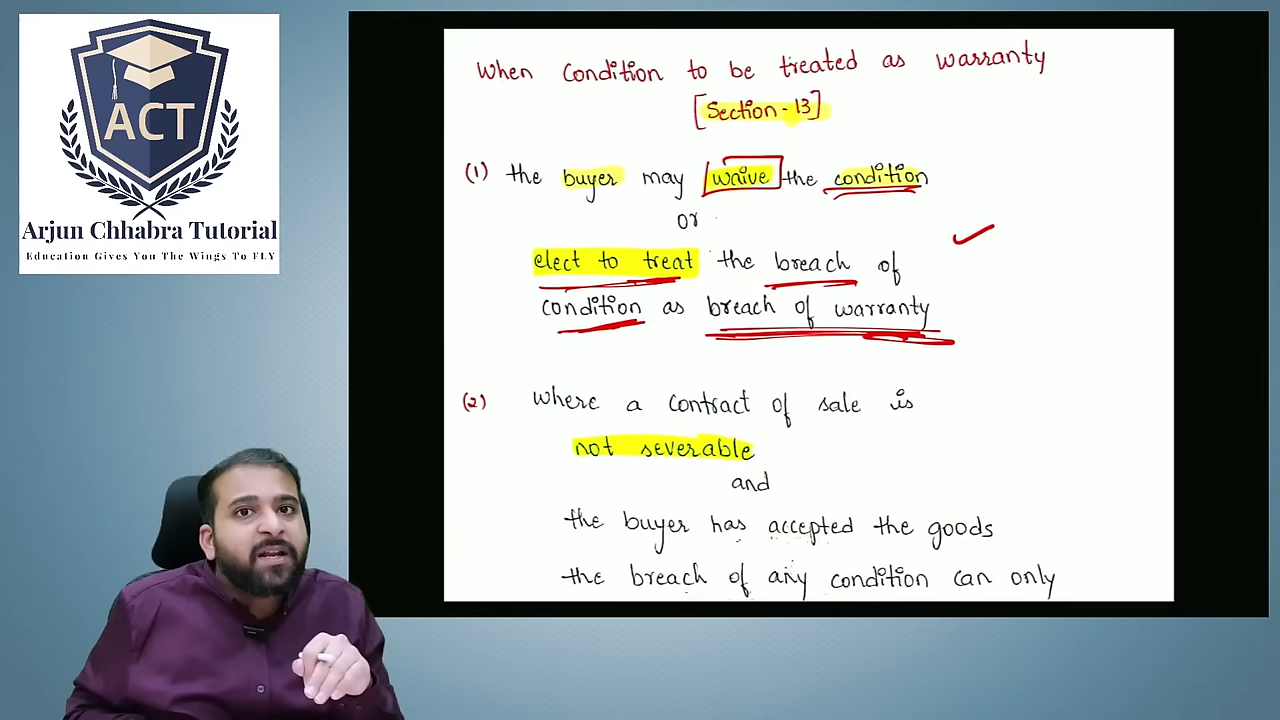 ACT
Arjun Chhabra Tutorial
Education Gives You The Wings To FLY
When Condition to be treated as warranty
[Section-13]
(1) the buyer may waive the condition
or
elect to treat the breach of
condition as breach of warranty
(2) where a contract of sale is
not severable
and
the buyer has accepted the goods
the breach of any condition can only